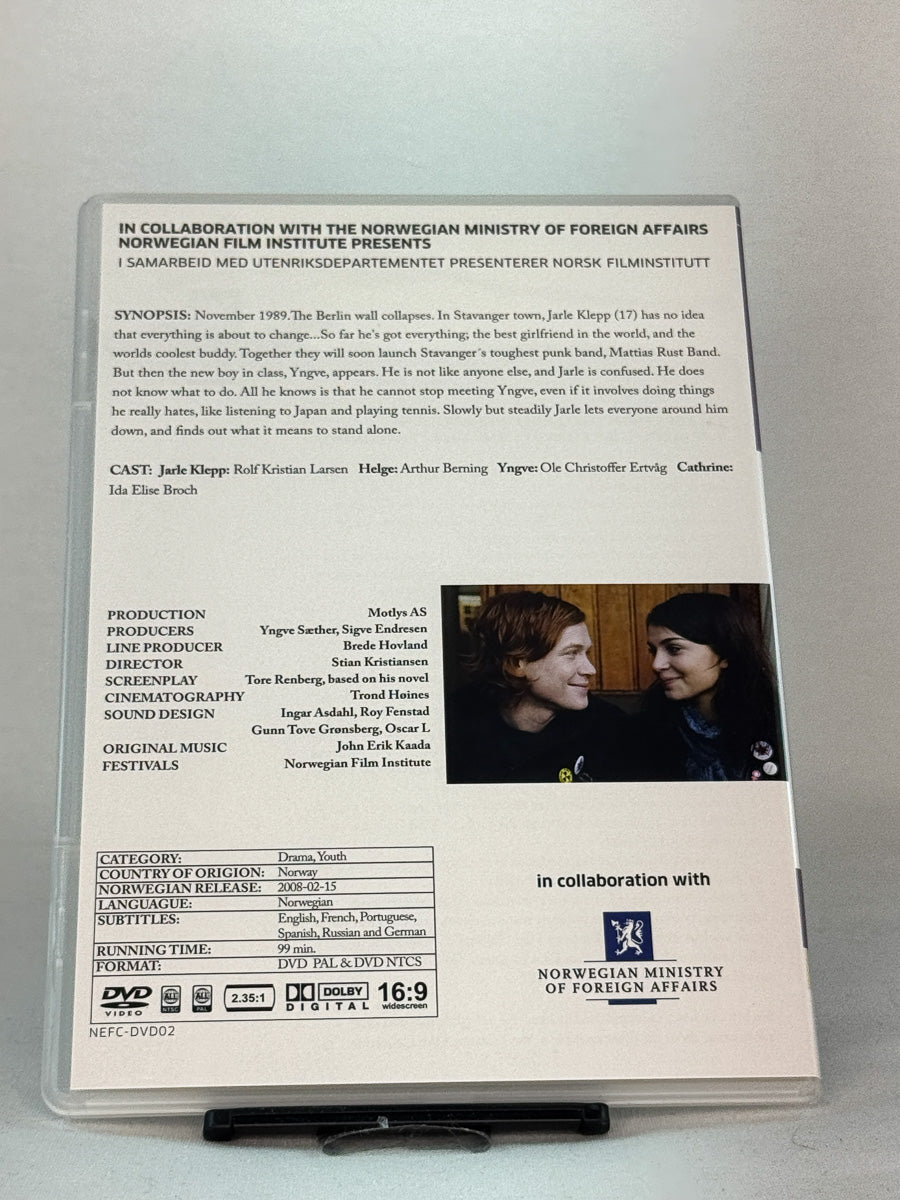 IN COLLABORATION WITH THE NORWEGIAN MINISTRY OF FOREIGN AFFAIRS
NORWEGIAN FILM INSTITUTE PRESENTS
I SAMARBEID MED UTENRIKSDEPARTEMENTET PRESENTERER NORSK FILMINSTITUTT
SYNOPSIS: November 1989.The Berlin wall collapses. In Stavanger town, Jarle Klepp (17) has no idea
that everything is about to change...So far he's got everything; the best girlfriend in the world, and the
worlds coolest buddy. Together they will soon launch Stavanger´s toughest punk band, Mattias Rust Band.
But then the new boy in class, Yngve, appears. He is not like anyone else, and Jarle is confused. He does
not know what to do. All he knows is that he cannot stop meeting Yngve, even if it involves doing things
he really hates, like listening to Japan and playing tennis. Slowly but steadily Jarle lets everyone around him
down, and finds out what it means to stand alone.
CAST: Jarle Klepp: Rolf Kristian Larsen Helge: Arthur Berning Yngve: Ole Christoffer Ertvåg Cathrine:
Ida Elise Broch
PRODUCTION Motlys AS
PRODUCERS Yngve Sæther, Sigve Endresen
LINE PRODUCER Brede Hovland
DIRECTOR Stian Kristiansen
SCREENPLAY Tore Renberg, based on his novel
CINEMATOGRAPHY Trond Høines
SOUND DESIGN Ingar Asdahl, Roy Fenstad
Gunn Tove Grønsberg, Oscar L
ORIGINAL MUSIC John Erik Kaada
FESTIVALS Norwegian Film Institute
CATEGORY: Drama, Youth
COUNTRY OF ORIGION: Norway
NORWEGIAN RELEASE: 2008-02-15
LANGUAGUE: Norwegian
SUBTITLES: English, French, Portuguese,
Spanish, Russian and German
RUNNING TIME: 99 min.
FORMAT: DVD PAL & DVD NTCS
DVD VIDEO ALL NTSC ALL PAL 2.35:1 DOLBY DIGITAL 16:9 widescreen
NEFC-DVD02
in collaboration with
NORWEGIAN MINISTRY
OF FOREIGN AFFAIRS